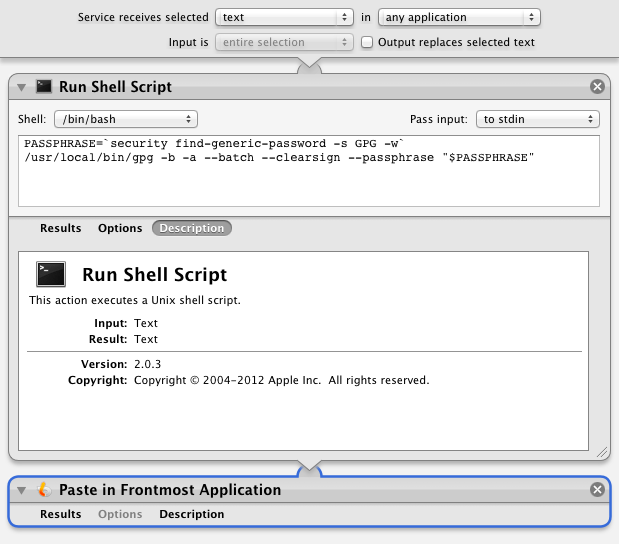 Service receives selected text in any application
Input is entire selection Output replaces selected text
Run Shell Script
Shell: /bin/bash Pass input: to stdin
PASSPHRASE=`security find-generic-password -s GPG -w`
/usr/local/bin/gpg -b -a --batch --clearsign --passphrase "$PASSPHRASE"
Results Options Description
Run Shell Script
This action executes a Unix shell script.
Input: Text
Result: Text
Version: 2.0.3
Copyright: Copyright © 2004-2012 Apple Inc. All rights reserved.
Paste in Frontmost Application
Results Options Description